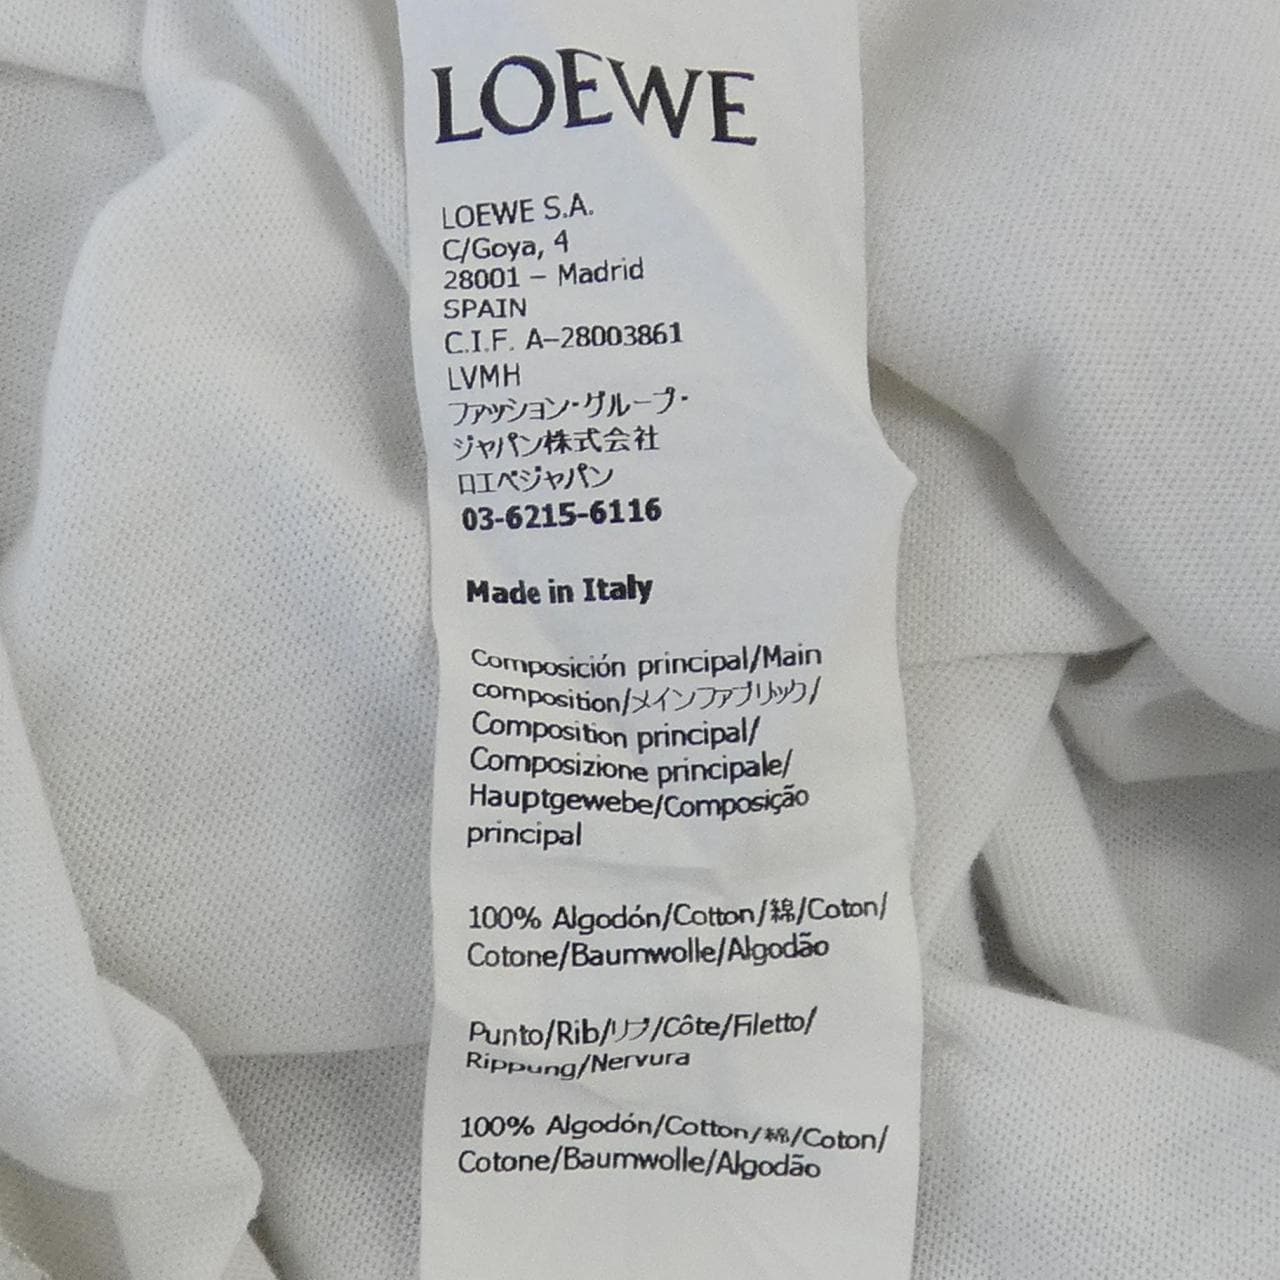 LOEWE
LOEWE S.A.
C/Goya, 4
28001 – Madrid
SPAIN
C.I.F. A–28003861
LVMH
ファッション・グループ・
ジャパン株式会社
ロエベジャパン
03-6215-6116
Made in Italy
Composición principal/Main
composition/メインファブリック/
Composition principal/
Composizione principale/
Hauptgewebe/Composição
principal
100% Algodón/Cotton/綿/Coton/
Cotone/Baumwolle/Algodão
Punto/Rib/リブ/Côte/Filetto/
Rippung/Nervura
100% Algodón/Cotton/綿/Coton/
Cotone/Baumwolle/Algodão